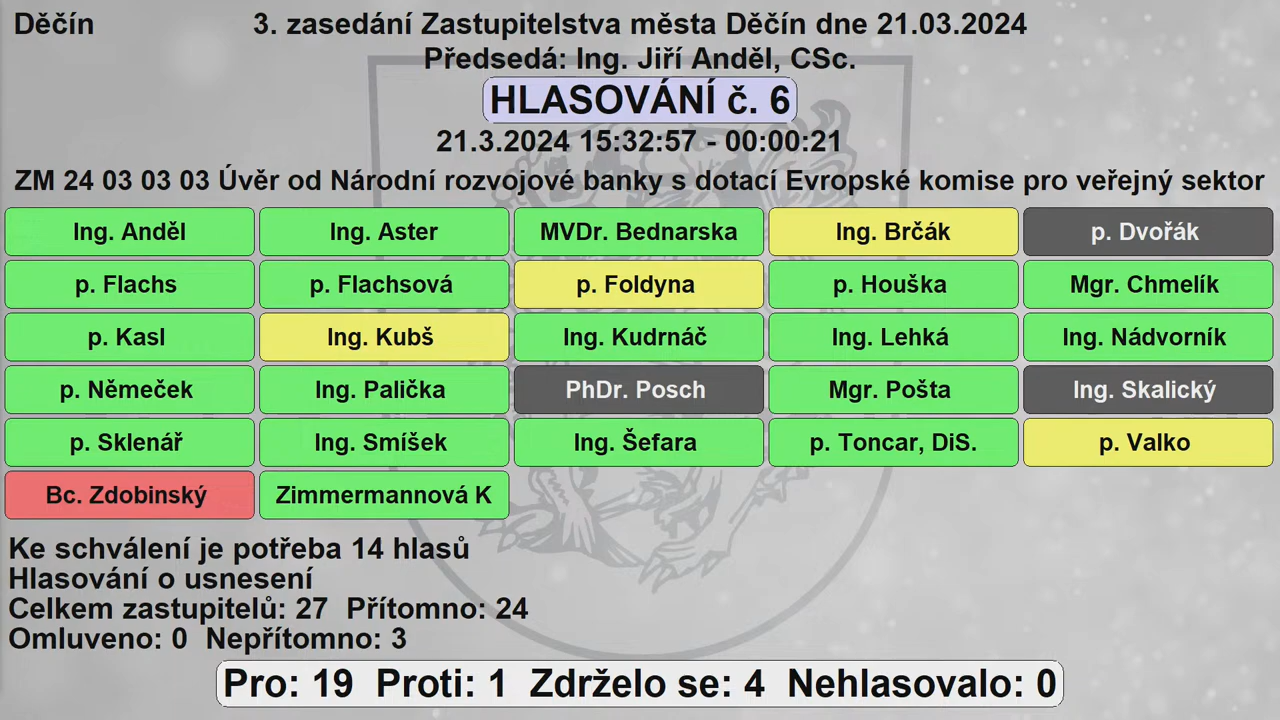 Děčín 3. zasedání Zastupitelstva města Děčín dne 21.03.2024
Předsedá: Ing. Jiří Anděl, CSc.
HLASOVÁNÍ č. 6
21.3.2024 15:32:57 - 00:00:21
ZM 24 03 03 03 Úvěr od Národní rozvojové banky s dotací Evropské komise pro veřejný sektor
Ing. Anděl Ing. Aster MVDr. Bednarska Ing. Brčák p. Dvořák
p. Flachs p. Flachsová p. Foldyna p. Houška Mgr. Chmelík
p. Kasl Ing. Kubš Ing. Kudrnáč Ing. Lehká Ing. Nádvorník
p. Němeček Ing. Palička PhDr. Posch Mgr. Pošta Ing. Skalický
p. Sklenář Ing. Smíšek Ing. Šefara p. Toncar, DiS. p. Valko
Bc. Zdobinský Zimmermannová K
Ke schválení je potřeba 14 hlasů
Hlasování o usnesení
Celkem zastupitelů: 27 Přítomno: 24
Omluveno: 0 Nepřítomno: 3
Pro: 19 Proti: 1 Zdrželo se: 4 Nehlasovalo: 0